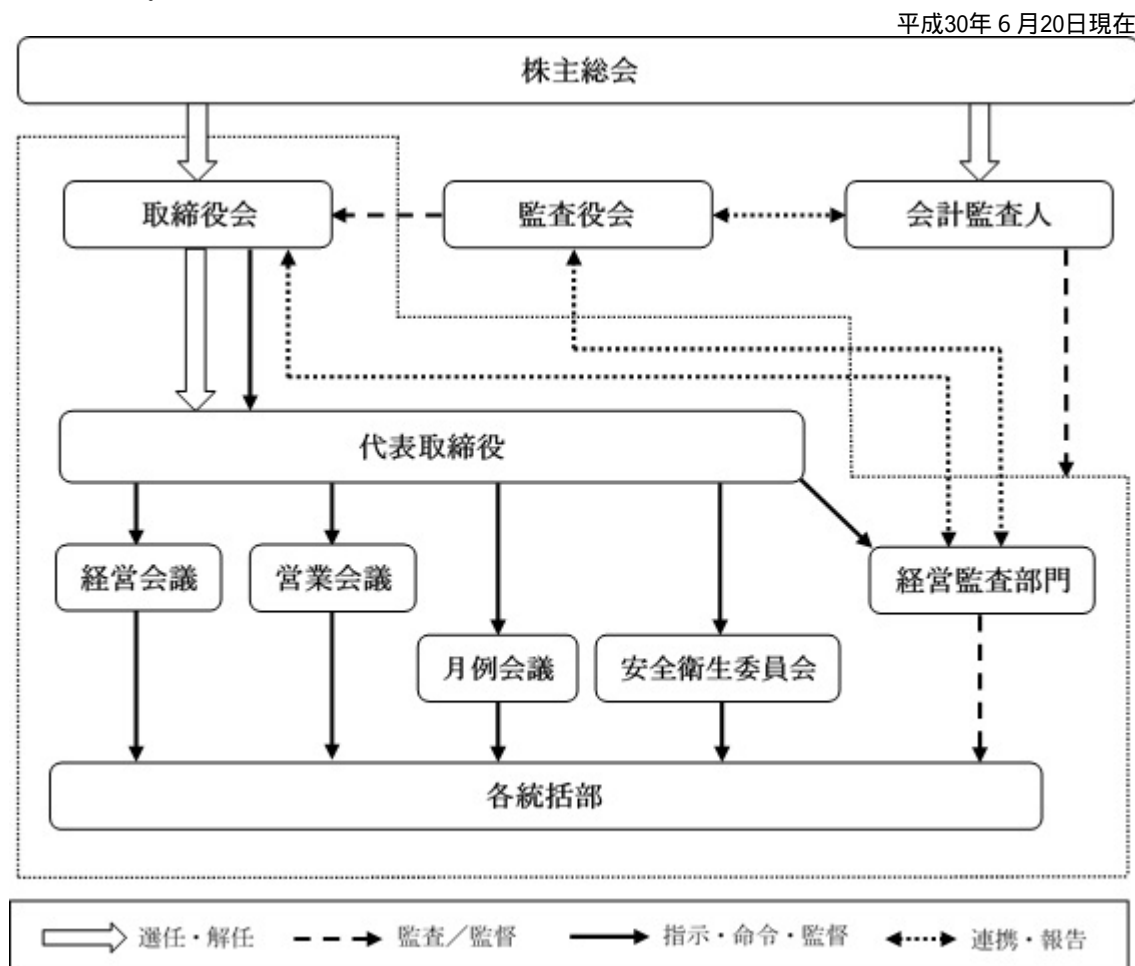 平成30年6月20日現在
株主総会
取締役会
監査役会
会計監査人
代表取締役
経営会議
営業会議
経営監査部門
月例会議
安全衛生委員会
各統括部
選任・解任
監査／監督
指示・命令・監督
連携・報告